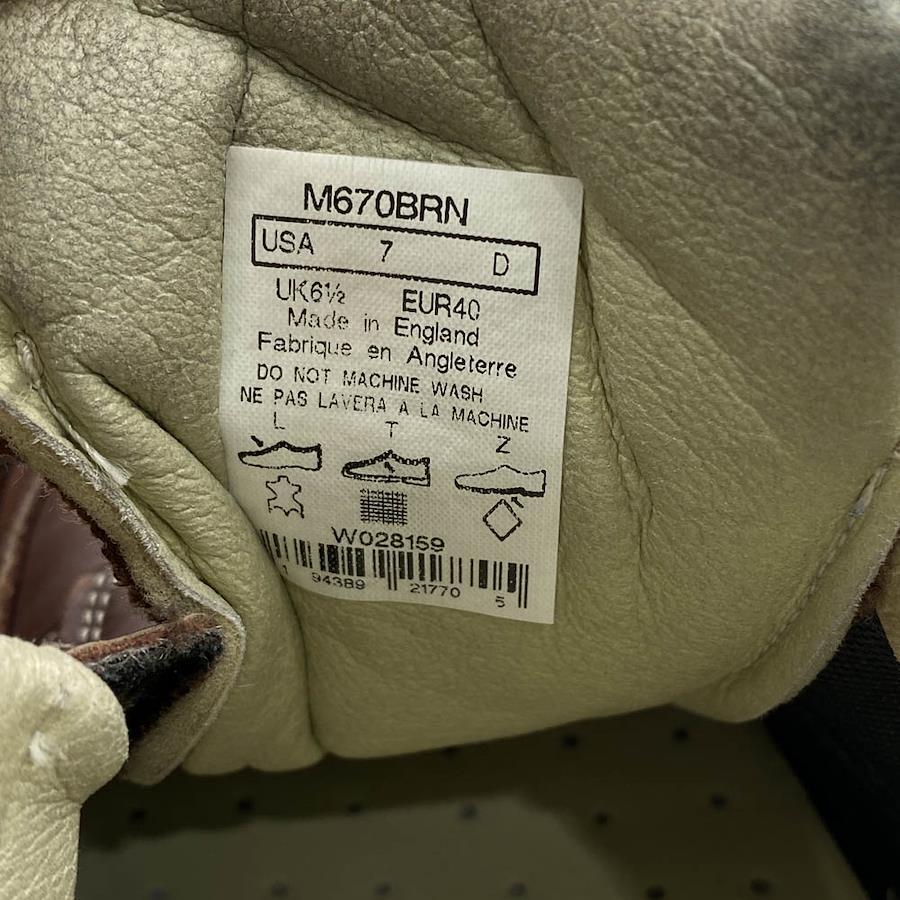 M670BRN
USA 7 D
UK6½ EUR40
Made in England
Fabrique en Angleterre
DO NOT MACHINE WASH
NE PAS LAVERA A LA MACHINE
L T Z
W028159
1 94389 21770 5